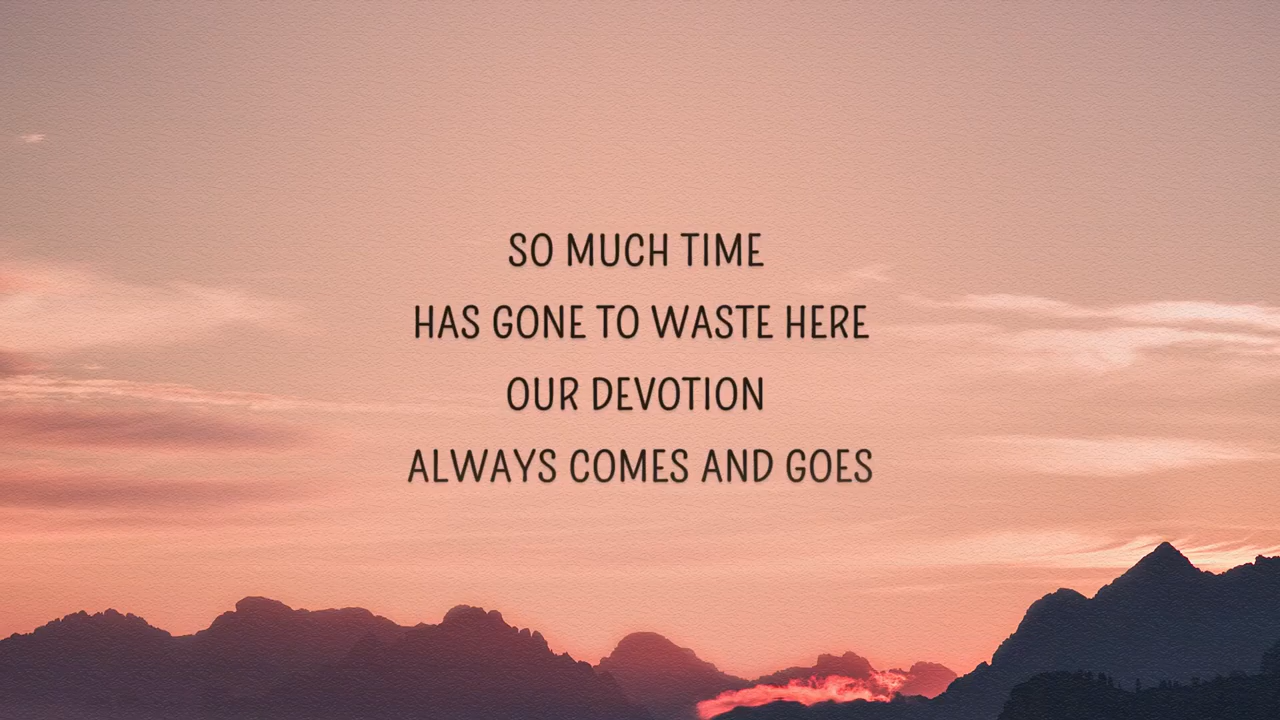 SO MUCH TIME
HAS GONE TO WASTE HERE
OUR DEVOTION
ALWAYS COMES AND GOES